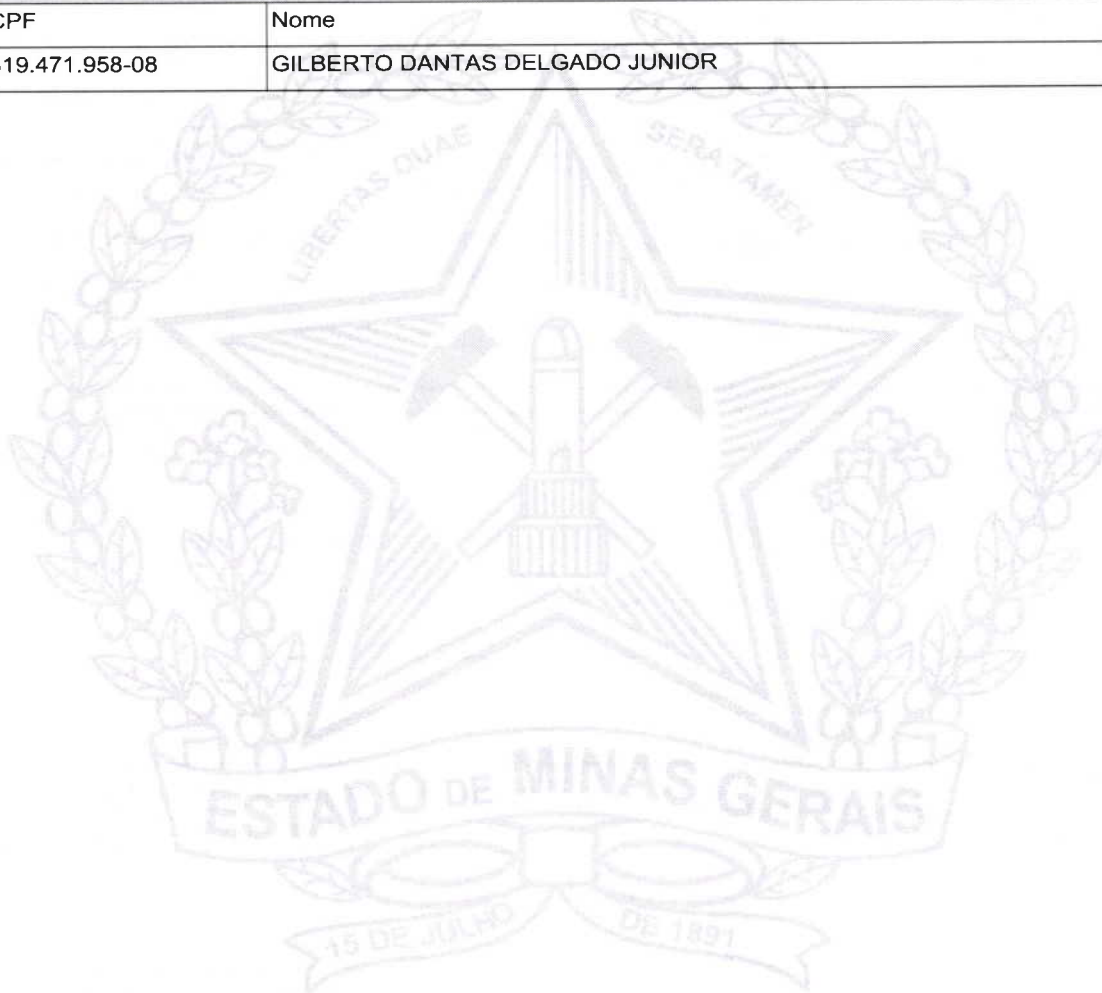 CPF Nome
19.471.958-08 GILBERTO DANTAS DELGADO JUNIOR
LIBERTAS QUAE SERA TAMEN
ESTADO DE MINAS GERAIS
15 DE JULHO DE 1891